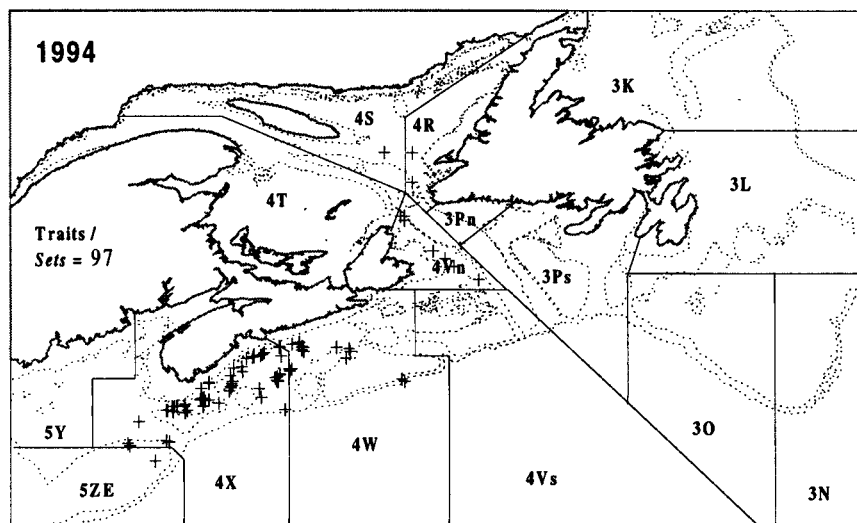 1994
3K
4S
4R
3L
4T
Traits /
Sets = 97
3Pn
4Vn
3Ps
5Y
4W
3O
5ZE
4X
4Vs
3N